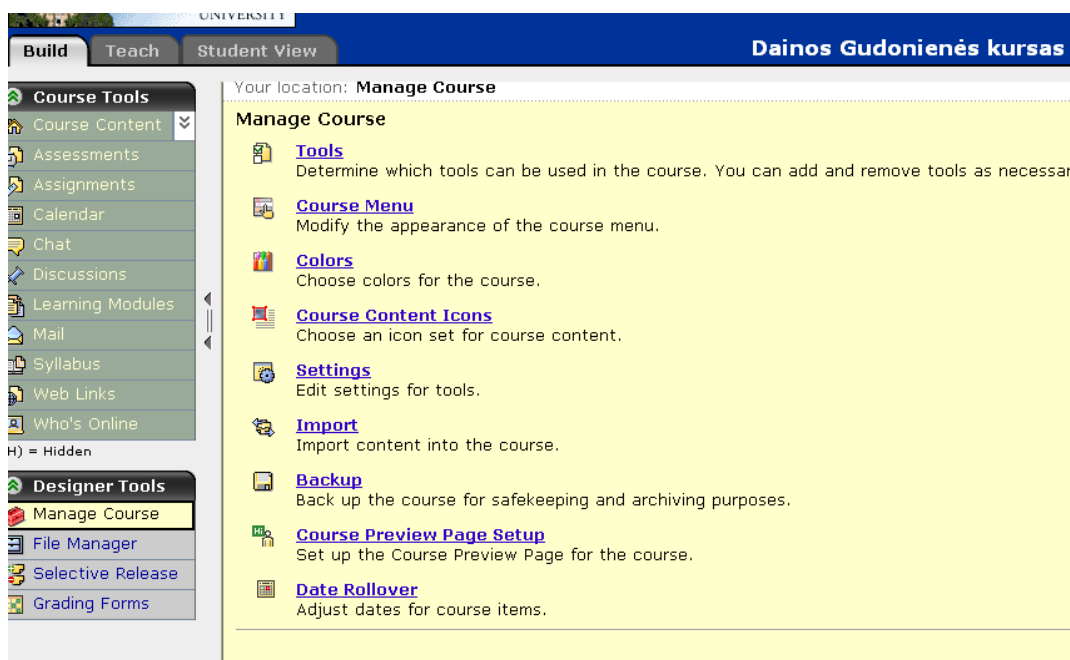 UNIVERSITY
Build Teach Student View Dainos Gudonienės kursas
Course Tools
Course Content
Assessments
Assignments
Calendar
Chat
Discussions
Learning Modules
Mail
Syllabus
Web Links
Who's Online
H) = Hidden
Designer Tools
Manage Course
File Manager
Selective Release
Grading Forms
Your location: Manage Course
Manage Course
Tools
Determine which tools can be used in the course. You can add and remove tools as necessar
Course Menu
Modify the appearance of the course menu.
Colors
Choose colors for the course.
Course Content Icons
Choose an icon set for course content.
Settings
Edit settings for tools.
Import
Import content into the course.
Backup
Back up the course for safekeeping and archiving purposes.
Course Preview Page Setup
Set up the Course Preview Page for the course.
Date Rollover
Adjust dates for course items.